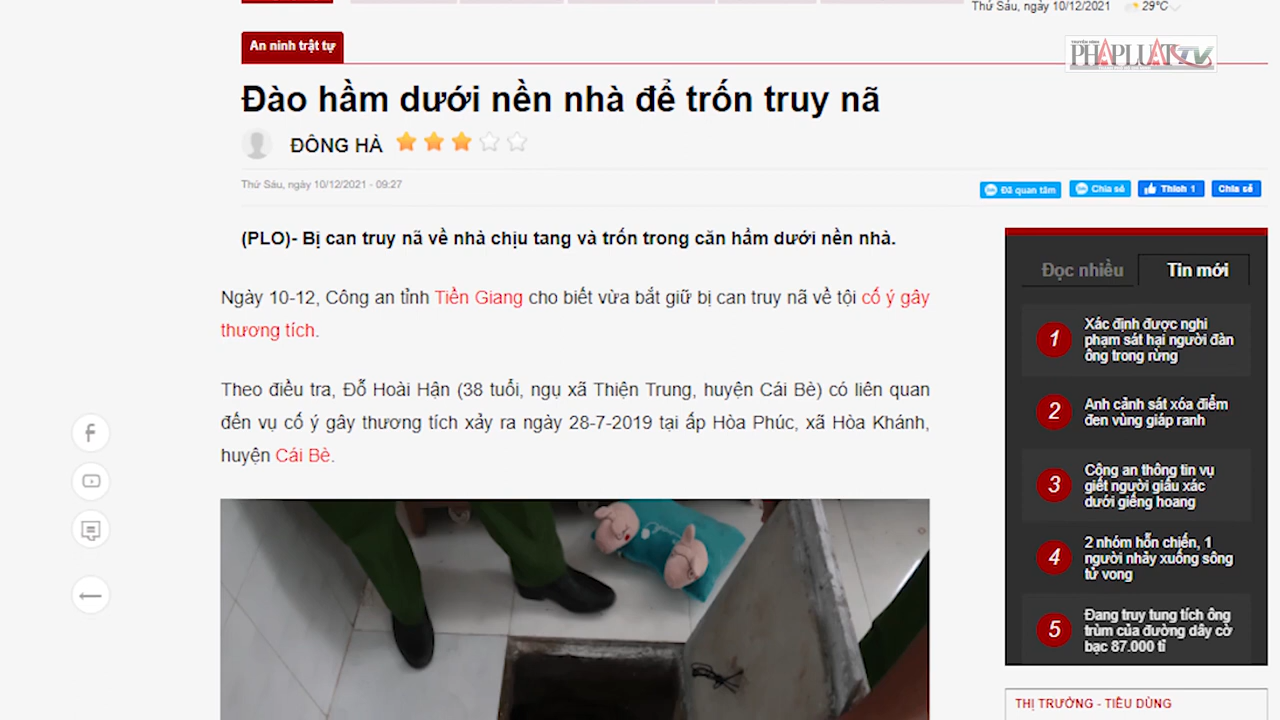 Thứ Sáu, ngày 10/12/2021 29°C
An ninh trật tự
PHAPLUAT TV
Đào hầm dưới nền nhà để trốn truy nã
ĐÔNG HÀ
Thứ Sáu, ngày 10/12/2021 - 09:27
Đã quan tâm
Chia sẻ
Thích 1
Chia sẻ
(PLO)- Bị can truy nã về nhà chịu tang và trốn trong căn hầm dưới nền nhà.
Ngày 10-12, Công an tỉnh Tiền Giang cho biết vừa bắt giữ bị can truy nã về tội cố ý gây
thương tích.
Theo điều tra, Đỗ Hoài Hận (38 tuổi, ngụ xã Thiện Trung, huyện Cái Bè) có liên quan
đến vụ cố ý gây thương tích xảy ra ngày 28-7-2019 tại ấp Hòa Phúc, xã Hòa Khánh,
huyện Cái Bè.
Đọc nhiều
Tin mới
1
Xác định được nghi
phạm sát hại người đàn
ông trong rừng
2
Anh cảnh sát xóa điểm
đen vùng giáp ranh
3
Công an thông tin vụ
giết người giấu xác
dưới giếng hoang
4
2 nhóm hỗn chiến, 1
người nhảy xuống sông
tử vong
5
Đang truy tung tích ông
trùm của đường dây cờ
bạc 87.000 tỉ
THỊ TRƯỜNG - TIÊU DÙNG